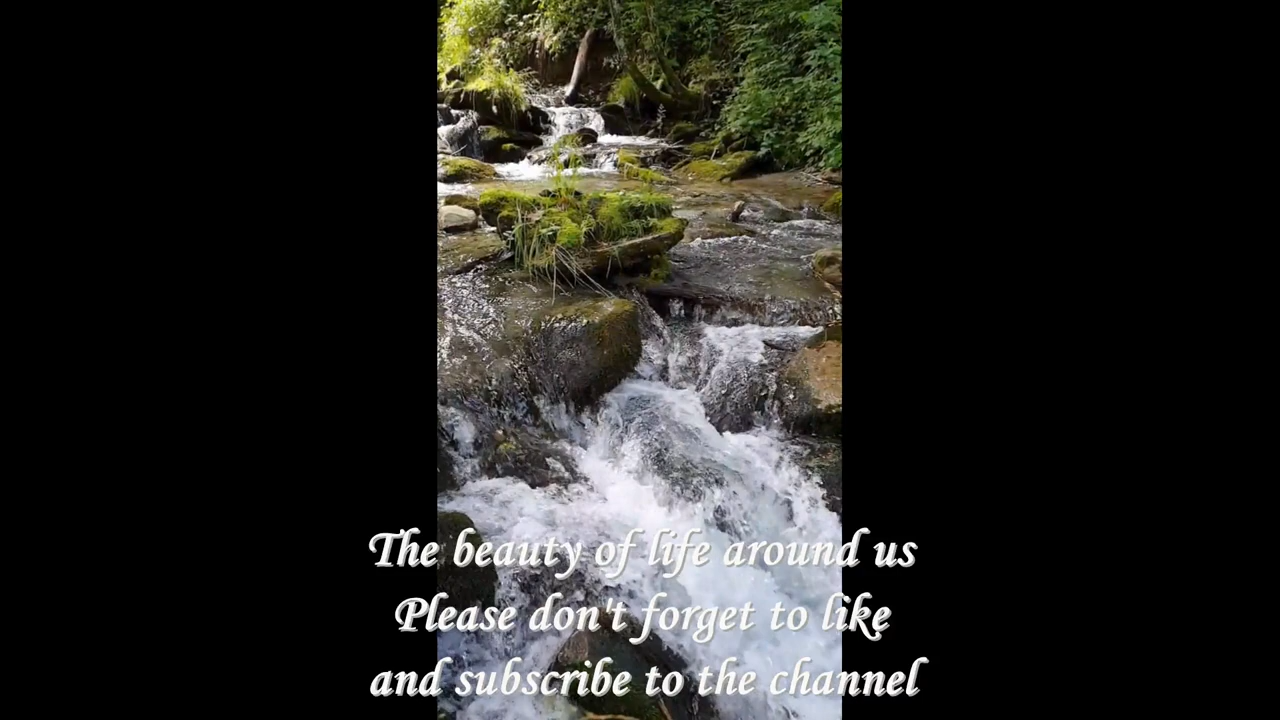 The beauty of life around us
Please don't forget to like
and subscribe to the channel